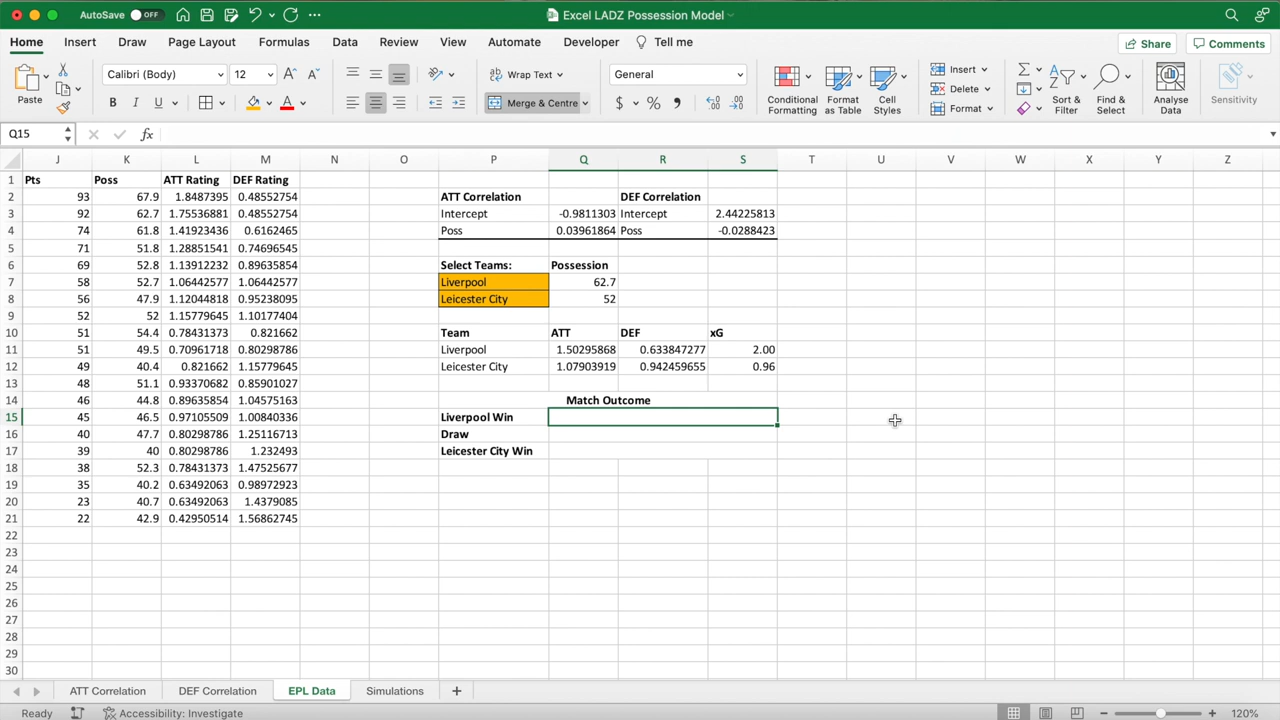 AutoSave OFF Excel LADZ Possession Model
Home Insert Draw Page Layout Formulas Data Review View Automate Developer Tell me Share Comments
Paste Calibri (Body) 12 Wrap Text General Conditional Formatting Format as Table Cell Styles Insert Sort & Filter Find & Select Analyse Data Sensitivity
B I U Merge & Centre $ % Delete Format
Q15 fx
J K L M N O P Q R S T U V W X Y Z
1 Pts Poss ATT Rating DEF Rating
2 93 67.9 1.8487395 0.48552754 ATT Correlation DEF Correlation
3 92 62.7 1.75536881 0.48552754 Intercept -0.9811303 Intercept 2.44225813
4 74 61.8 1.41923436 0.6162465 Poss 0.03961864 Poss -0.0288423
5 71 51.8 1.28851541 0.74696545
6 69 52.8 1.13912232 0.89635854 Select Teams: Possession
7 58 52.7 1.06442577 1.06442577 Liverpool 62.7
8 56 47.9 1.12044818 0.95238095 Leicester City 52
9 52 52 1.15779645 1.10177404
10 51 54.4 0.78431373 0.821662 Team ATT DEF xG
11 51 49.5 0.70961718 0.80298786 Liverpool 1.50295868 0.633847277 2.00
12 49 40.4 0.821662 1.15779645 Leicester City 1.07903919 0.942459655 0.96
13 48 51.1 0.93370682 0.85901027
14 46 44.8 0.89635854 1.04575163 Match Outcome
15 45 46.5 0.97105509 1.00840336 Liverpool Win
16 40 47.7 0.80298786 1.25116713 Draw
17 39 40 0.80298786 1.232493 Leicester City Win
18 38 52.3 0.78431373 1.47525677
19 35 40.2 0.63492063 0.98972923
20 23 40.7 0.63492063 1.4379085
21 22 42.9 0.42950514 1.56862745
22
23
24
25
26
27
28
29
30
ATT Correlation DEF Correlation EPL Data Simulations
Ready Accessibility: Investigate 120%